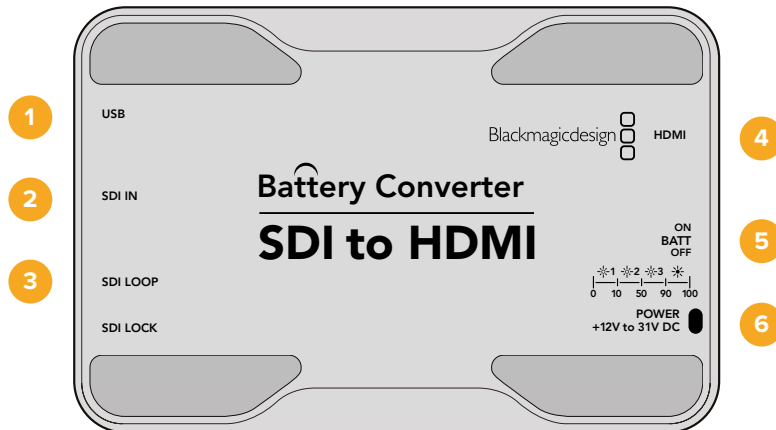 1
USB
Blackmagicdesign
HDMI
4
2
SDI IN
Battery Converter
SDI to HDMI
ON
BATT
OFF
5
3
SDI LOOP
1 2 3
0 10 50 90 100
SDI LOCK
POWER
+12V to 31V DC
6